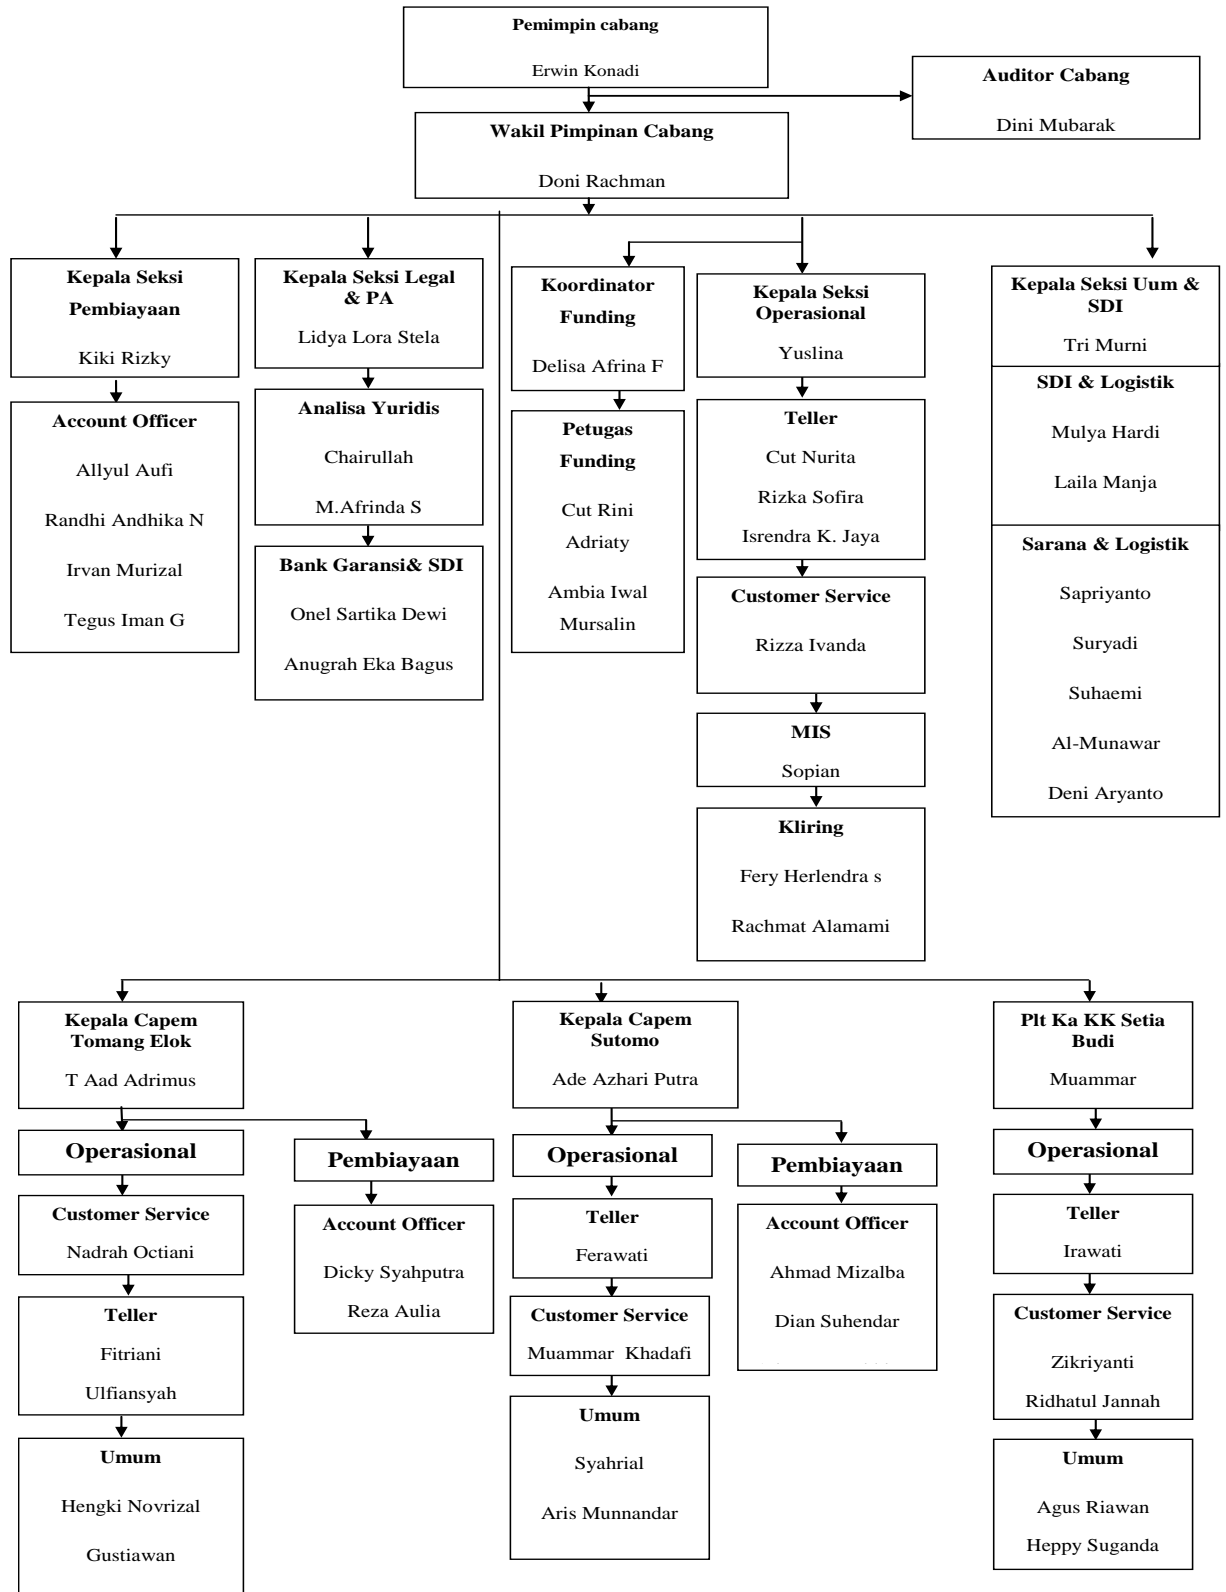 Pemimpin cabang
Erwin Konadi
Auditor Cabang
Dini Mubarak
Wakil Pimpinan Cabang
Doni Rachman
Kepala Seksi
Pembiayaan
Kiki Rizky
Account Officer
Allyul Aufi
Randhi Andhika N
Irvan Murizal
Tegus Iman G
Kepala Seksi Legal
& PA
Lidya Lora Stela
Analisa Yuridis
Chairullah
M.Afrinda S
Bank Garansi& SDI
Onel Sartika Dewi
Anugrah Eka Bagus
Koordinator
Funding
Delisa Afrina F
Petugas
Funding
Cut Rini
Adriaty
Ambia Iwal
Mursalin
Kepala Seksi
Operasional
Yuslina
Teller
Cut Nurita
Rizka Sofira
Isrendra K. Jaya
Customer Service
Rizza Ivanda
MIS
Sopian
Kliring
Fery Herlendra s
Rachmat Alamami
Kepala Seksi Uum &
SDI
Tri Murni
SDI & Logistik
Mulya Hardi
Laila Manja
Sarana & Logistik
Sapriyanto
Suryadi
Suhaemi
Al-Munawar
Deni Aryanto
Kepala Capem
Tomang Elok
T Aad Adrimus
Operasional
Customer Service
Nadrah Octiani
Teller
Fitriani
Ulfiansyah
Umum
Hengki Novrizal
Gustiawan
Pembiayaan
Account Officer
Dicky Syahputra
Reza Aulia
Kepala Capem
Sutomo
Ade Azhari Putra
Operasional
Teller
Ferawati
Customer Service
Muammar  Khadafi
Umum
Syahrial
Aris Munnandar
Pembiayaan
Account Officer
Ahmad Mizalba
Dian Suhendar
Plt Ka KK Setia
Budi
Muammar
Operasional
Teller
Irawati
Customer Service
Zikriyanti
Ridhatul Jannah
Umum
Agus Riawan
Heppy Suganda